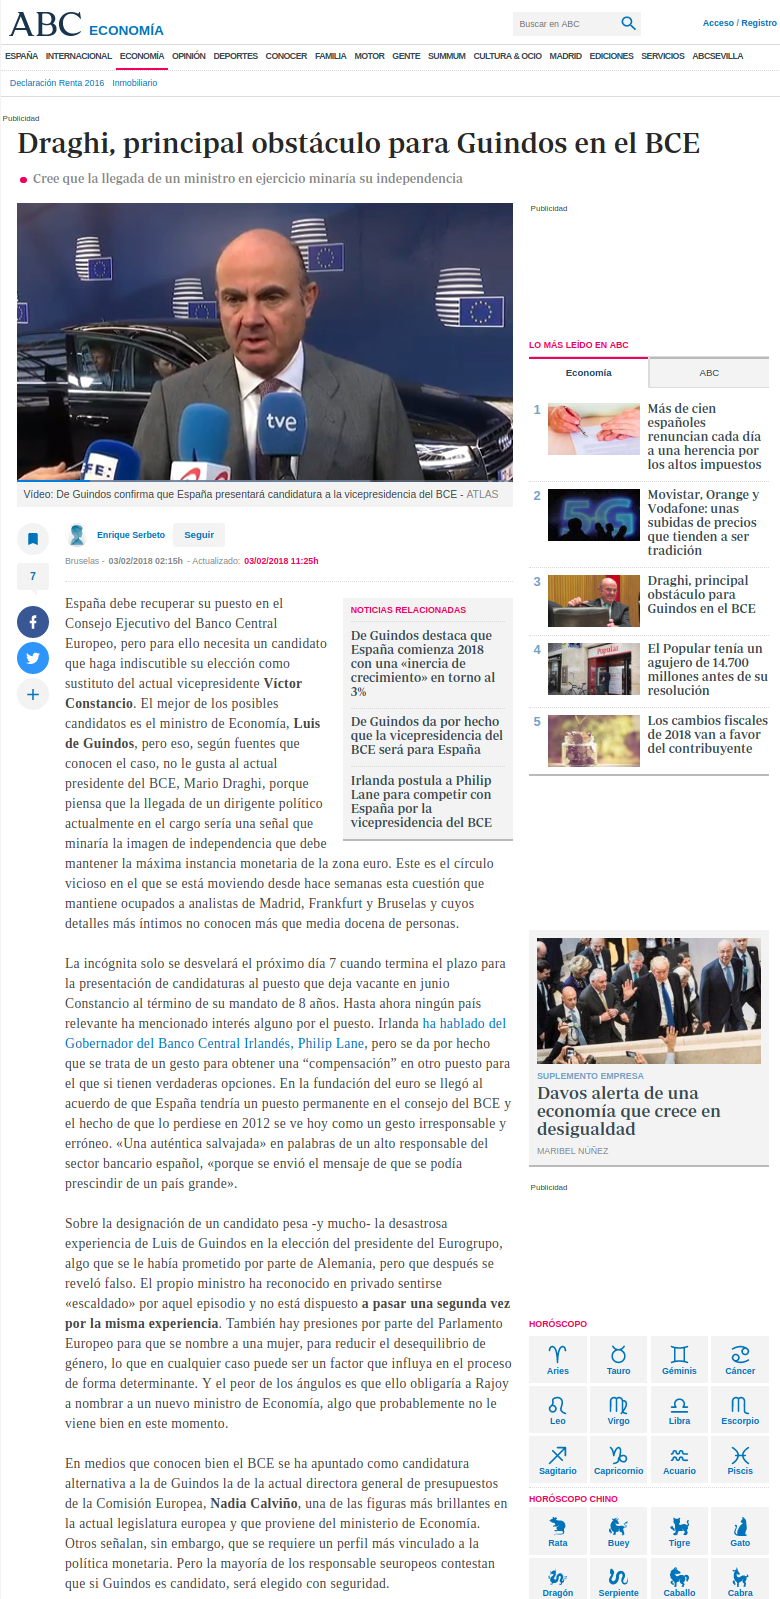 ABC ECONOMÍA
Buscar en ABC
Acceso / Registro
ESPAÑA INTERNACIONAL ECONOMÍA OPINIÓN DEPORTES CONOCER FAMILIA MOTOR GENTE SUMMUM CULTURA & OCIO MADRID EDICIONES SERVICIOS ABCSEVILLA
Declaración Renta 2016 Inmobiliario
Publicidad
Draghi, principal obstáculo para Guindos en el BCE
Cree que la llegada de un ministro en ejercicio minaría su independencia
tve
EFE:
Vídeo: De Guindos confirma que España presentará candidatura a la vicepresidencia del BCE - ATLAS
7
Enrique Serbeto Seguir
Bruselas - 03/02/2018 02:15h - Actualizado: 03/02/2018 11:25h
España debe recuperar su puesto en el
Consejo Ejecutivo del Banco Central
Europeo, pero para ello necesita un candidato
que haga indiscutible su elección como
sustituto del actual vicepresidente Víctor
Constancio. El mejor de los posibles
candidatos es el ministro de Economía, Luis
de Guindos, pero eso, según fuentes que
conocen el caso, no le gusta al actual
presidente del BCE, Mario Draghi, porque
piensa que la llegada de un dirigente político
actualmente en el cargo sería una señal que
minaría la imagen de independencia que debe
mantener la máxima instancia monetaria de la zona euro. Este es el círculo
vicioso en el que se está moviendo desde hace semanas esta cuestión que
mantiene ocupados a analistas de Madrid, Frankfurt y Bruselas y cuyos
detalles más íntimos no conocen más que media docena de personas.
NOTICIAS RELACIONADAS
De Guindos destaca que
España comienza 2018
con una «inercia de
crecimiento» en torno al
3%
De Guindos da por hecho
que la vicepresidencia del
BCE será para España
Irlanda postula a Philip
Lane para competir con
España por la
vicepresidencia del BCE
La incógnita solo se desvelará el próximo día 7 cuando termina el plazo para
la presentación de candidaturas al puesto que deja vacante en junio
Constancio al término de su mandato de 8 años. Hasta ahora ningún país
relevante ha mencionado interés alguno por el puesto. Irlanda ha hablado del
Gobernador del Banco Central Irlandés, Philip Lane, pero se da por hecho
que se trata de un gesto para obtener una “compensación” en otro puesto para
el que si tienen verdaderas opciones. En la fundación del euro se llegó al
acuerdo de que España tendría un puesto permanente en el consejo del BCE y
el hecho de que lo perdiese en 2012 se ve hoy como un gesto irresponsable y
erróneo. «Una auténtica salvajada» en palabras de un alto responsable del
sector bancario español, «porque se envió el mensaje de que se podía
prescindir de un país grande».
Sobre la designación de un candidato pesa -y mucho- la desastrosa
experiencia de Luis de Guindos en la elección del presidente del Eurogrupo,
algo que se le había prometido por parte de Alemania, pero que después se
reveló falso. El propio ministro ha reconocido en privado sentirse
«escaldado» por aquel episodio y no está dispuesto a pasar una segunda vez
por la misma experiencia. También hay presiones por parte del Parlamento
Europeo para que se nombre a una mujer, para reducir el desequilibrio de
género, lo que en cualquier caso puede ser un factor que influya en el proceso
de forma determinante. Y el peor de los ángulos es que ello obligaría a Rajoy
a nombrar a un nuevo ministro de Economía, algo que probablemente no le
viene bien en este momento.
En medios que conocen bien el BCE se ha apuntado como candidatura
alternativa a la de Guindos la de la actual directora general de presupuestos
de la Comisión Europea, Nadia Calviño, una de las figuras más brillantes en
la actual legislatura europea y que proviene del ministerio de Economía.
Otros señalan, sin embargo, que se requiere un perfil más vinculado a la
política monetaria. Pero la mayoría de los responsable seuropeos contestan
que si Guindos es candidato, será elegido con seguridad.
Publicidad
LO MÁS LEÍDO EN ABC
Economía ABC
1 Más de cien
españoles
renuncian cada día
a una herencia por
los altos impuestos
5G
2 Movistar, Orange y
Vodafone: unas
subidas de precios
que tienden a ser
tradición
3 Draghi, principal
obstáculo para
Guindos en el BCE
Popular
4 El Popular tenía un
agujero de 14.700
millones antes de su
resolución
5 Los cambios fiscales
de 2018 van a favor
del contribuyente
SUPLEMENTO EMPRESA
Davos alerta de una
economía que crece en
desigualdad
MARIBEL NÚÑEZ
Publicidad
HORÓSCOPO
Aries Tauro Géminis Cáncer
Leo Virgo Libra Escorpio
Sagitario Capricornio Acuario Piscis
HORÓSCOPO CHINO
Rata Buey Tigre Gato
Dragón Serpiente Caballo Cabra